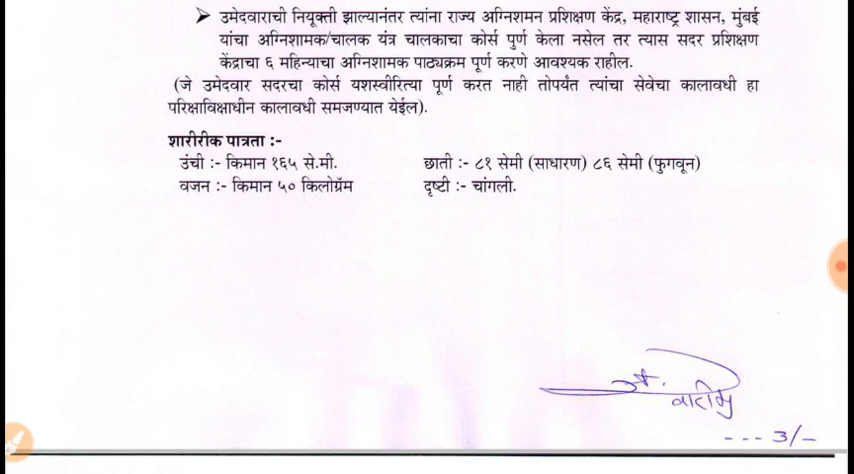 ➤ उमेदवाराची नियुक्ती झाल्यानंतर त्यांना राज्य अग्निशमन प्रशिक्षण केंद्र, महाराष्ट्र शासन, मुंबई
यांचा अग्निशामक/चालक यंत्र चालकाचा कोर्स पुर्ण केला नसेल तर त्यास सदर प्रशिक्षण
केंद्राचा ६ महिन्याचा अग्निशामक पाठ्यक्रम पूर्ण करणे आवश्यक राहील.
(जे उमेदवार सदरचा कोर्स यशस्वीरित्या पूर्ण करत नाही तोपर्यंत त्यांचा सेवेचा कालावधी हा
परिक्षाविक्षाधीन कालावधी समजण्यात येईल).
शारीरीक पात्रता :-
उंची :- किमान १६५ से.मी. छाती :- ८१ सेमी (साधारण) ८६ सेमी (फुगवून)
वजन :- किमान ५० किलोग्रॅम दृष्टी :- चांगली.
--- 3/-